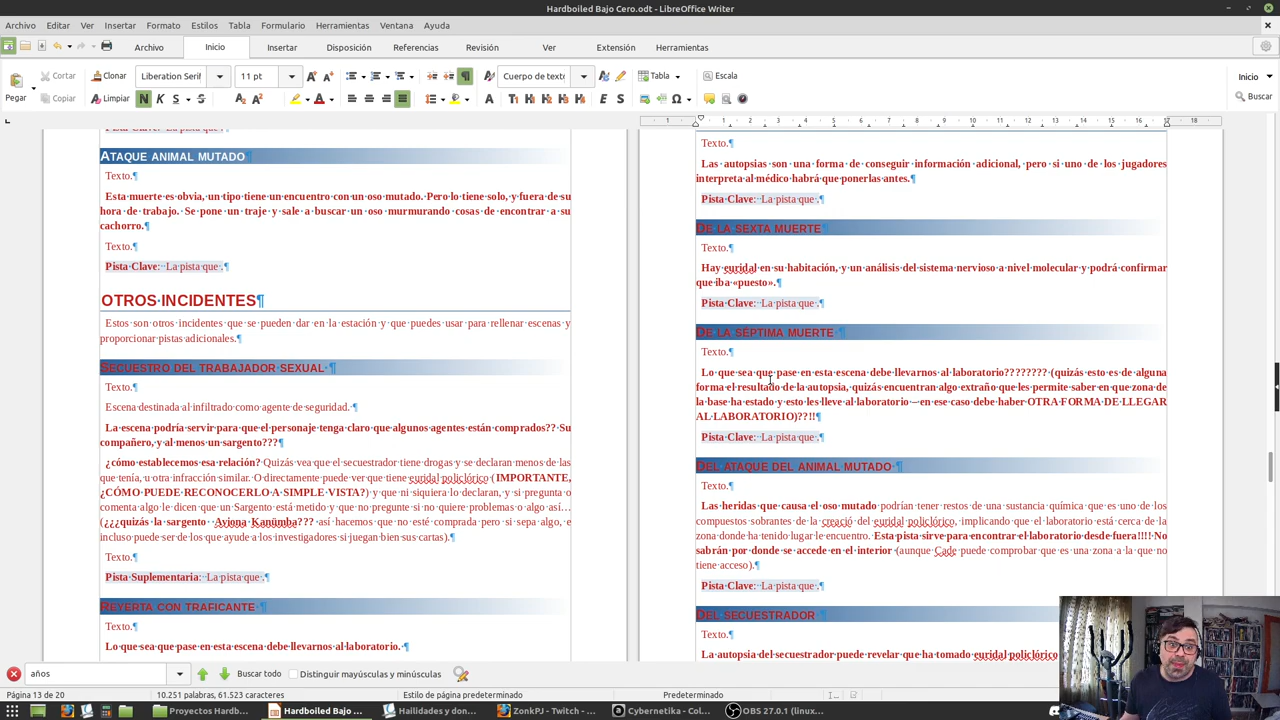 Hardboiled Bajo Cero.odt - LibreOffice Writer
Archivo Editar Ver Insertar Formato Estilos Tabla Formulario Herramientas Ventana Ayuda
Archivo Inicio Insertar Disposición Referencias Revisión Ver Extensión Herramientas
Pegar Cortar Clonar Liberation Serif 11 pt Cuerpo de texto Tabla Escala Inicio
Copiar Limpiar Buscar
ATAQUE ANIMAL MUTADO¶
Texto.¶
Esta muerte es obvia, un tipo tiene un encuentro con un oso mutado. Pero lo tiene solo, y fuera de su
hora de trabajo. Se pone un traje y sale a buscar un oso murmurando cosas de encontrar a su
cachorro.¶
Texto.¶
Pista Clave: La pista que .¶
OTROS INCIDENTES¶
Estos son otros incidentes que se pueden dar en la estación y que puedes usar para rellenar escenas y
proporcionar pistas adicionales.¶
SECUESTRO DEL TRABAJADOR SEXUAL ¶
Texto.¶
Escena destinada al infiltrado como agente de seguridad. ¶
La escena podría servir para que el personaje tenga claro que algunos agentes están comprados?? Su
compañero, y al menos un sargento???¶
¿cómo establecemos esa relación? Quizás vea que el secuestrador tiene drogas y se declaran menos de las
que tenía, u otra infracción similar. O directamente puede ver que tiene euridal policlórico (IMPORTANTE,
¿CÓMO PUEDE RECONOCERLO A SIMPLE VISTA?) y que ni siquiera lo declaran, y si pregunta o
comenta algo le dicen que un Sargento está metido y que no pregunte si no quiere problemas o algo así…
(¿¿¿quizás la sargento Aviona Kanümba??? así hacemos que no esté comprada pero si sepa algo, e
incluso puede ser de los que ayude a los investigadores si juegan bien sus cartas).¶
Texto.¶
Pista Suplementaria: La pista que .¶
REYERTA CON TRAFICANTE ¶
Texto.¶
Lo que sea que pase en esta escena debe llevarnos al laboratorio. ¶
Texto.¶
Las autopsias son una forma de conseguir información adicional, pero si uno de los jugadores
interpreta al médico habrá que ponerlas antes.¶
Pista Clave: La pista que .¶
DE LA SEXTA MUERTE¶
Texto.¶
Hay euridal en su habitación, y un análisis del sistema nervioso a nivel molecular y podrá confirmar
que iba «puesto».¶
Pista Clave: La pista que .¶
DE LA SÉPTIMA MUERTE ¶
Texto.¶
Lo que sea que pase en esta escena debe llevarnos al laboratorio???????? (quizás esto es de alguna
forma el resultado de la autopsia, quizás encuentran algo extraño que les permite saber en que zona de
la base ha estado y esto les lleve al laboratorio – en ese caso debe haber OTRA FORMA DE LLEGAR
AL LABORATORIO)??!!¶
Pista Clave: La pista que .¶
DEL ATAQUE DEL ANIMAL MUTADO ¶
Texto.¶
Las heridas que causa el oso mutado podrían tener restos de una sustancia química que es uno de los
compuestos sobrantes de la creació del euridal policlórico, implicando que el laboratorio está cerca de la
zona donde ha tenido lugar le encuentro. Esta pista sirve para encontrar el laboratorio desde fuera!!!! No
sabrán por donde se accede en el interior (aunque Cade puede comprobar que es una zona a la que no
tiene acceso).¶
Pista Clave: La pista que .¶
DEL SECUESTRADOR ¶
Texto.¶
La autopsia del secuestrador puede revelar que ha tomado euridal policlórico
años Buscar todo Distinguir mayúsculas y minúsculas
Página 13 de 20 10.251 palabras, 61.523 caracteres Estilo de página predeterminado Predeterminado
Proyectos Hardb... Hardboiled Bajo ... Hailidades y don... ZonkPJ - Twitch - ... Cybernetika - Col... OBS 27.0.1 (linux...